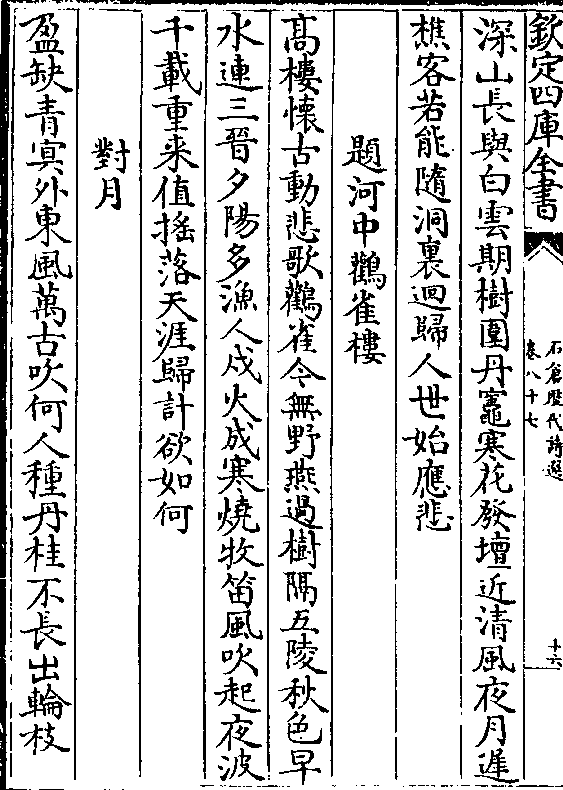 欽定四庫全書
石倉歷代詩選
卷八十七
十六
深山長與白雲期樹圍丹竈寒花發壇近清風夜月遲
樵客若能隨洞裏迴歸人世始應悲
題河中鸛雀樓
髙樓懷古動悲歌鸛雀今無野燕過樹隔五陵秋色早
水連三晉夕陽多漁人戍火成寒燒牧笛風吹起夜波
十載重来值搖落天涯歸計欲如何
對月
盈缺青冥外東風萬古吹何人種丹桂不長出輪枝